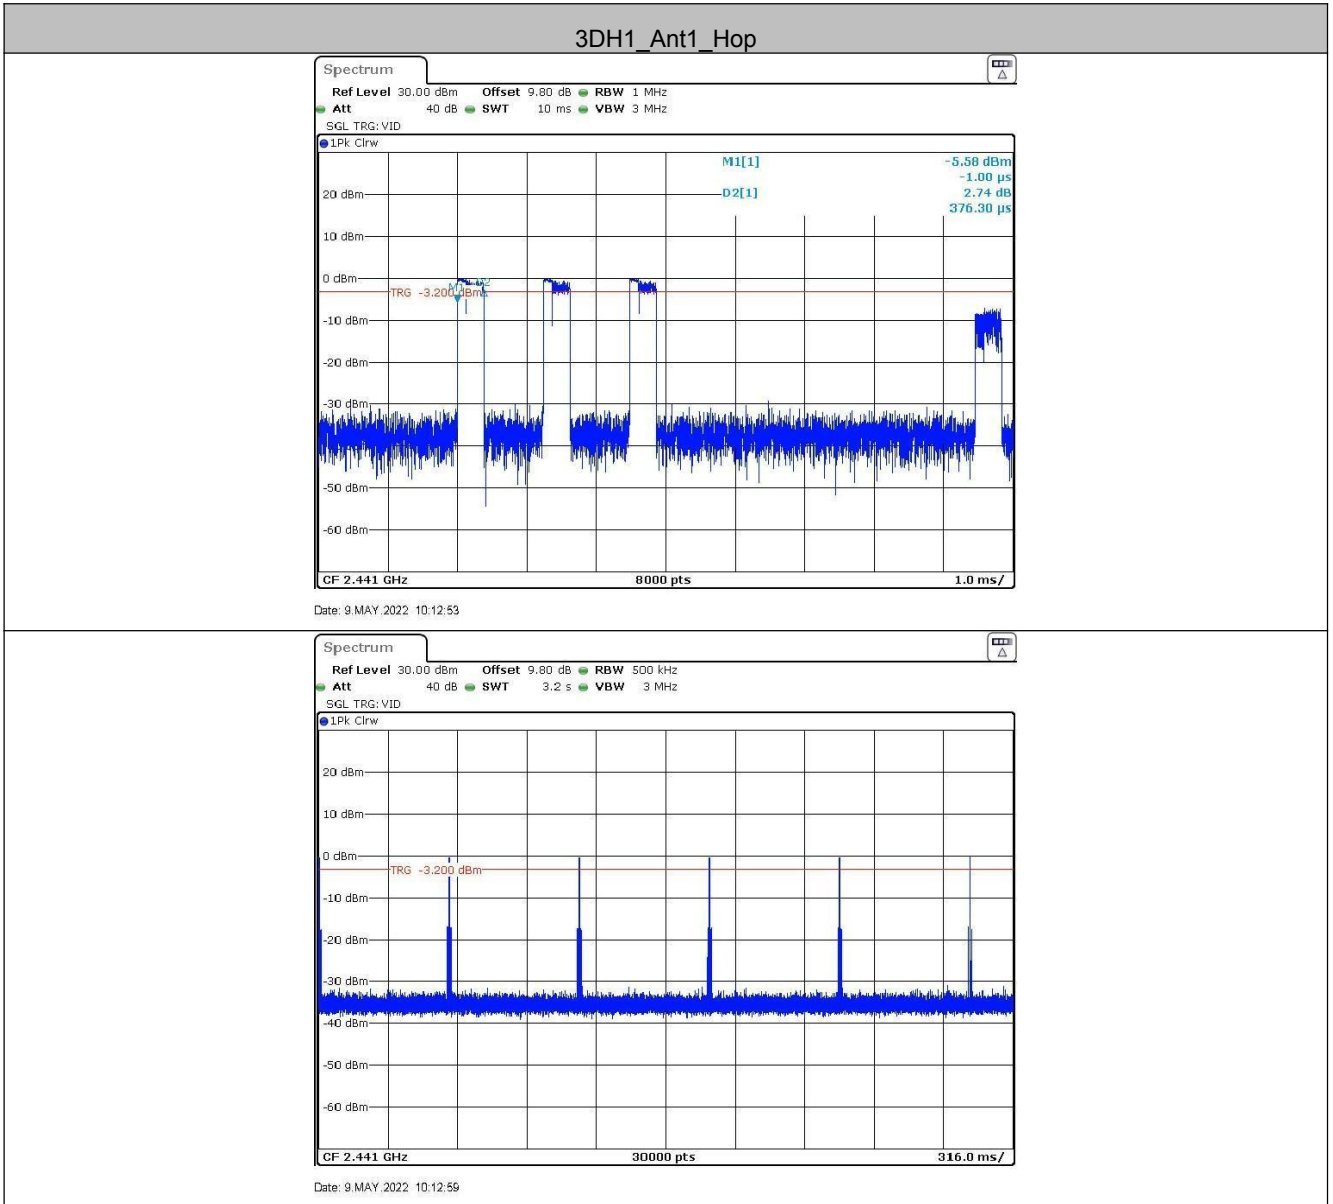 3DH1_Ant1_Hop
Spectrum
Ref Level 30.00 dBm Offset 9.80 dB RBW 1 MHz
Att 40 dB SWT 10 ms VBW 3 MHz
SGL TRG: VID
1Pk Clrw
M1[1] -5.58 dBm
-1.00 µs
20 dBm D2[1] 2.74 dB
376.30 µs
10 dBm
0 dBm
M1 D2
TRG -3.200 dBm
-10 dBm
-20 dBm
-30 dBm
-50 dBm
-60 dBm
CF 2.441 GHz 8000 pts 1.0 ms/
Date: 9.MAY.2022 10:12:53
Spectrum
Ref Level 30.00 dBm Offset 9.80 dB RBW 500 kHz
Att 40 dB SWT 3.2 s VBW 3 MHz
SGL TRG: VID
1Pk Clrw
20 dBm
10 dBm
0 dBm
TRG -3.200 dBm
-10 dBm
-20 dBm
-30 dBm
-40 dBm
-50 dBm
-60 dBm
CF 2.441 GHz 30000 pts 316.0 ms/
Date: 9.MAY.2022 10:12:59